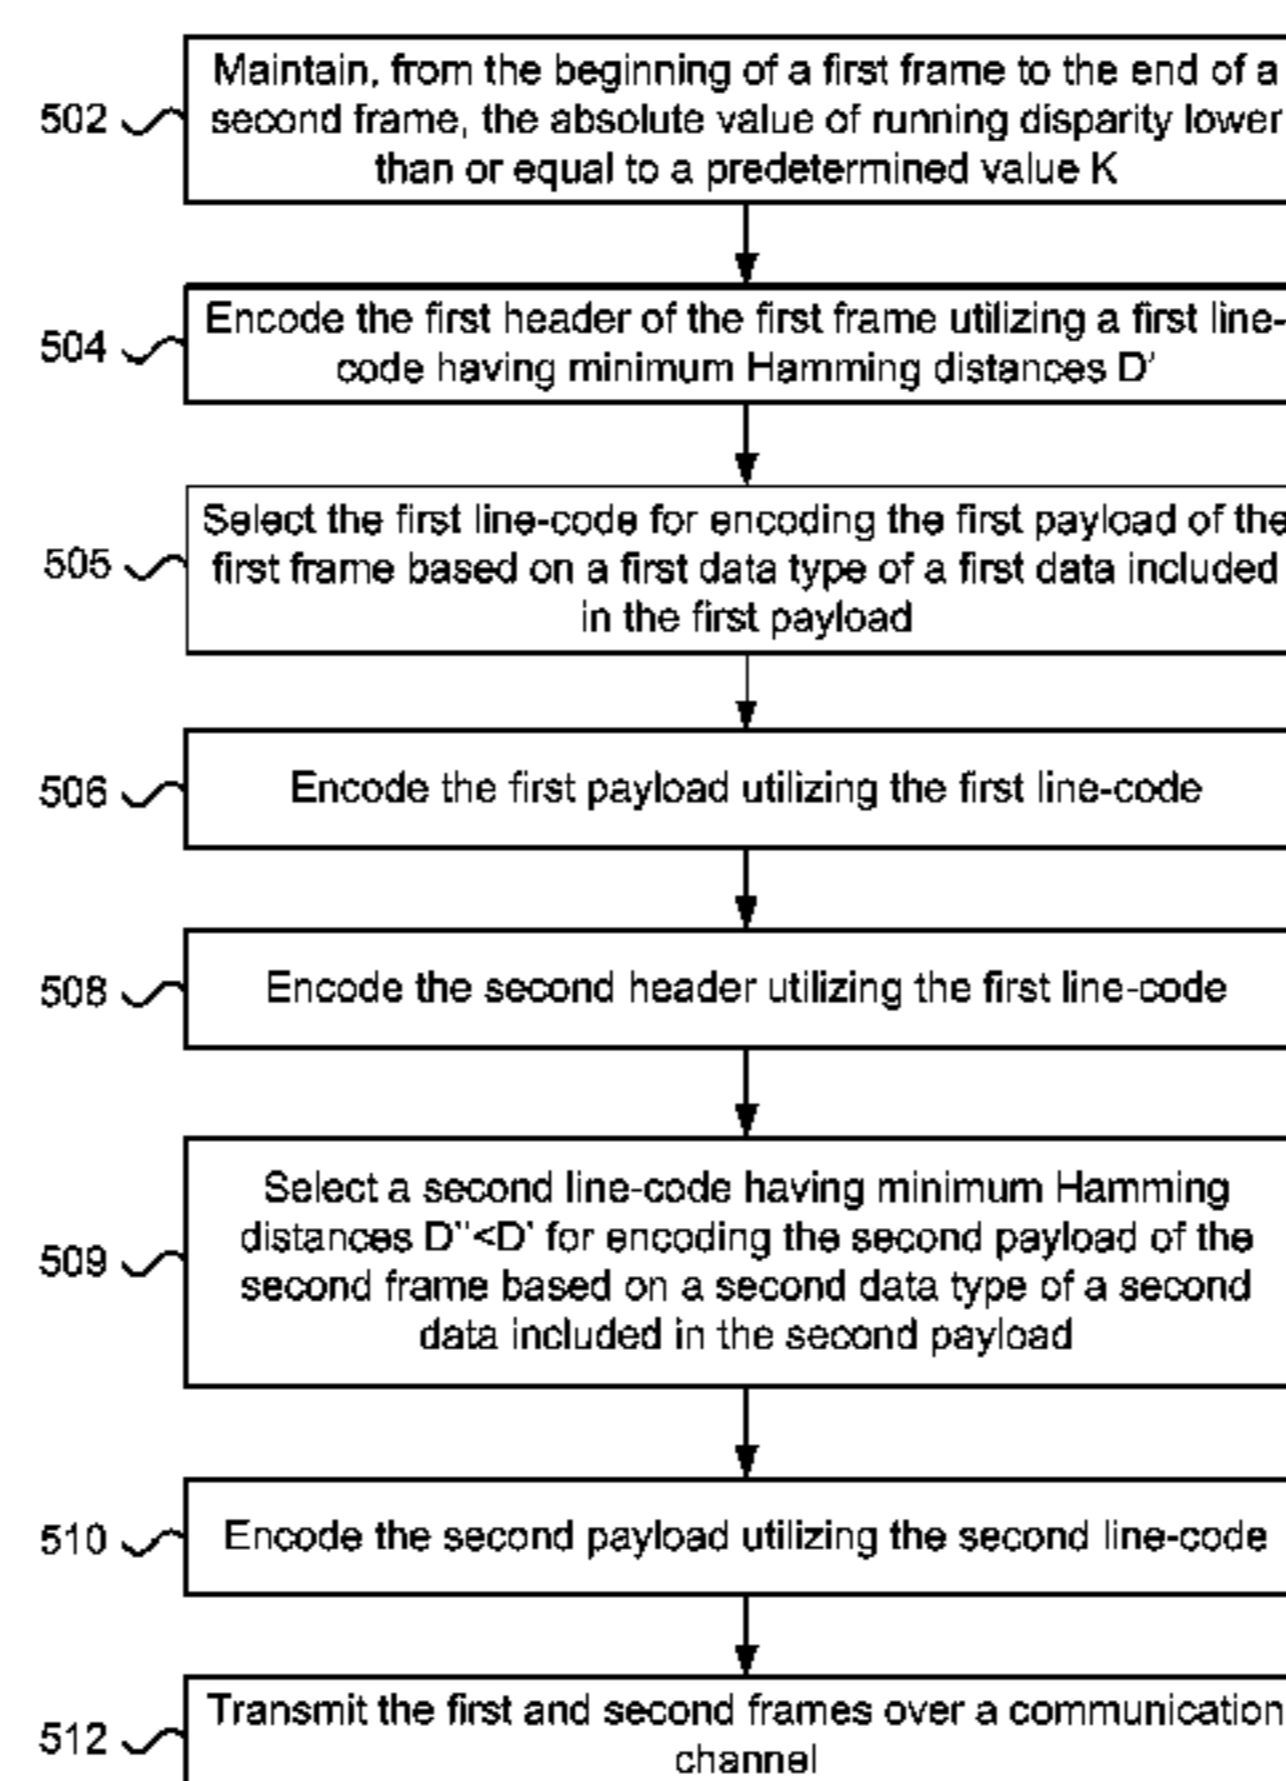 Maintain, from the beginning of a first frame to the end of a
502
second frame, the absolute value of running disparity lower
than or equal to a predetermined value K
Encode the first header of the first frame utilizing a first line-
504
code having minimum Hamming distances D'
Select the first line-code for encoding the first payload of the
505
first frame based on a first data type of a first data included
in the first payload
506
Encode the first payload utilizing the first line-code
508
Encode the second header utilizing the first line-code
Select a second line-code having minimum Hamming
distances D''<D' for encoding the second payload of the
509
second frame based on a second data type of a second
data included in the second payload
510
Encode the second payload utilizing the second line-code
Transmit the first and second frames over a communication
512
channel